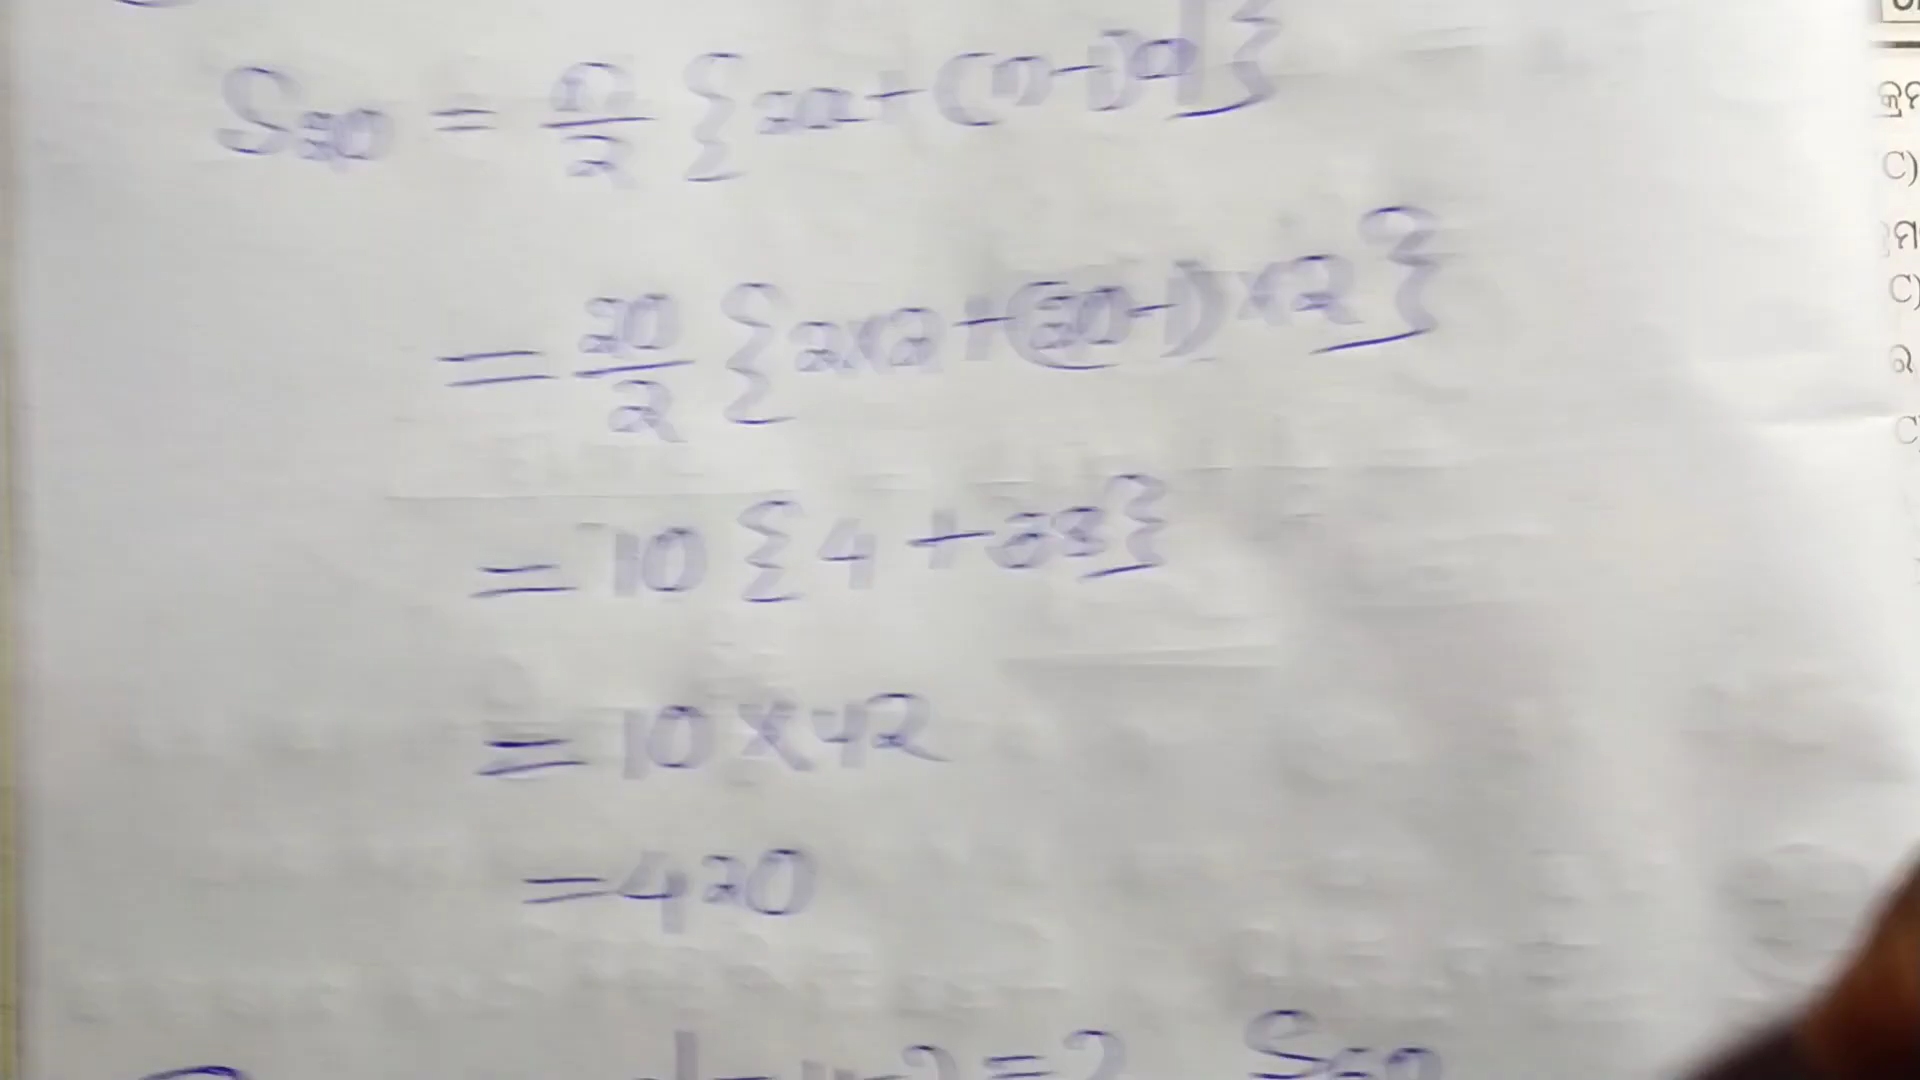 S20 = n/2 {2a+(n-1)d}
= 20/2 {2×2+(20-1)×2}
= 10 {4+38}
= 10×42
= 420
C)
C)
ର